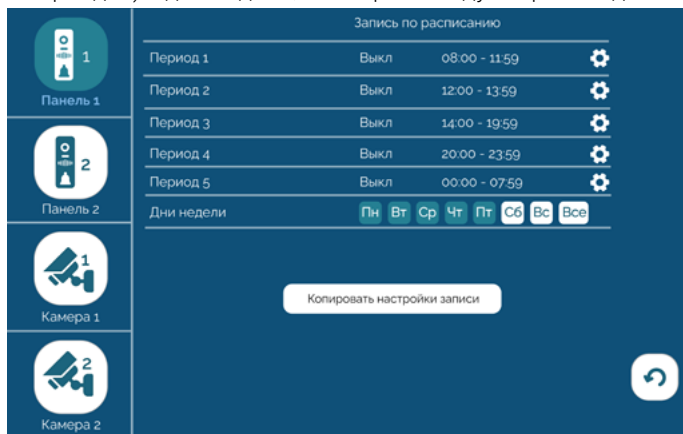 Запись по расписанию
1
Панель 1
Период 1 Выкл 08:00 - 11:59
Период 2 Выкл 12:00 - 13:59
Период 3 Выкл 14:00 - 19:59
Период 4 Выкл 20:00 - 23:59
Период 5 Выкл 00:00 - 07:59
Дни недели Пн Вт Ср Чт Пт Сб Вс Все
2
Панель 2
1
Камера 1
Копировать настройки записи
2
Камера 2